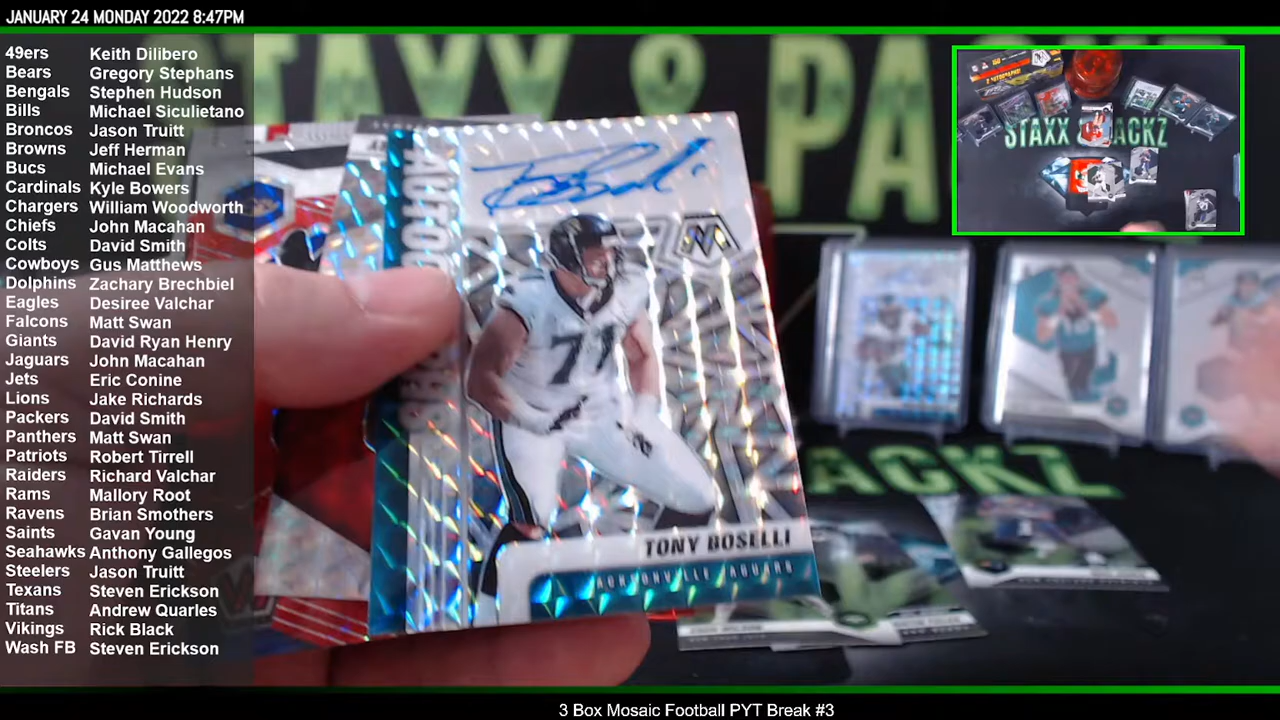 JANUARY 24 MONDAY 2022 8:47PM
49ers Keith Dilibero
Bears Gregory Stephans
Bengals Stephen Hudson
Bills Michael Siculietano
Broncos Jason Truitt
Browns Jeff Herman
Bucs Michael Evans
Cardinals Kyle Bowers
Chargers William Woodworth
Chiefs John Macahan
Colts David Smith
Cowboys Gus Matthews
Dolphins Zachary Brechbiel
Eagles Desiree Valchar
Falcons Matt Swan
Giants David Ryan Henry
Jaguars John Macahan
Jets Eric Conine
Lions Jake Richards
Packers David Smith
Panthers Matt Swan
Patriots Robert Tirrell
Raiders Richard Valchar
Rams Mallory Root
Ravens Brian Smothers
Saints Gavan Young
Seahawks Anthony Gallegos
Steelers Jason Truitt
Texans Steven Erickson
Titans Andrew Quarles
Vikings Rick Black
Wash FB Steven Erickson
71
TONY BOSELLI
JACKSONVILLE JAGUARS
STAXX & PA
ACKZ
STAXX & ACKZ
3 Box Mosaic Football PYT Break #3